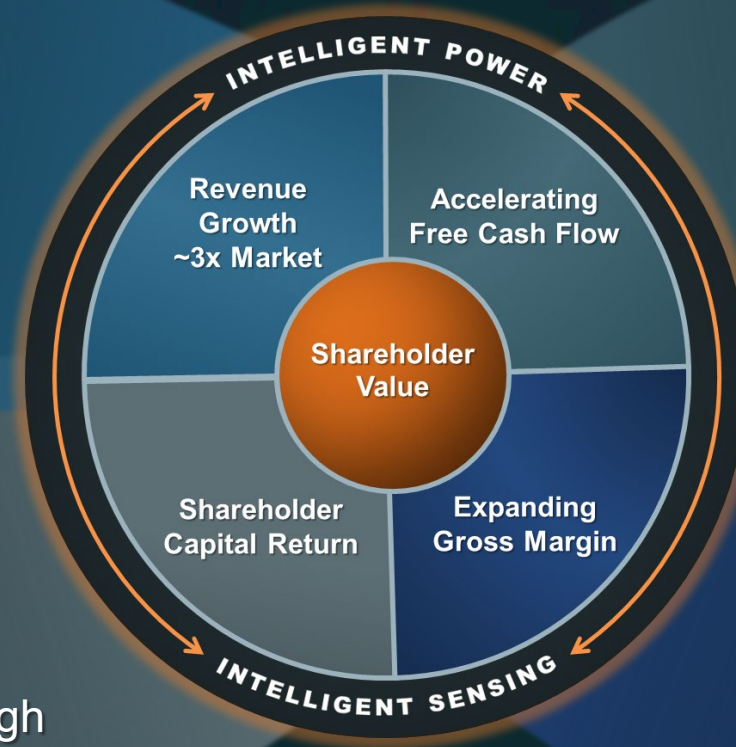 INTELLIGENT POWER
Revenue
Growth
~3x Market
Accelerating
Free Cash Flow
Shareholder
Value
Shareholder
Capital Return
Expanding
Gross Margin
INTELLIGENT SENSING